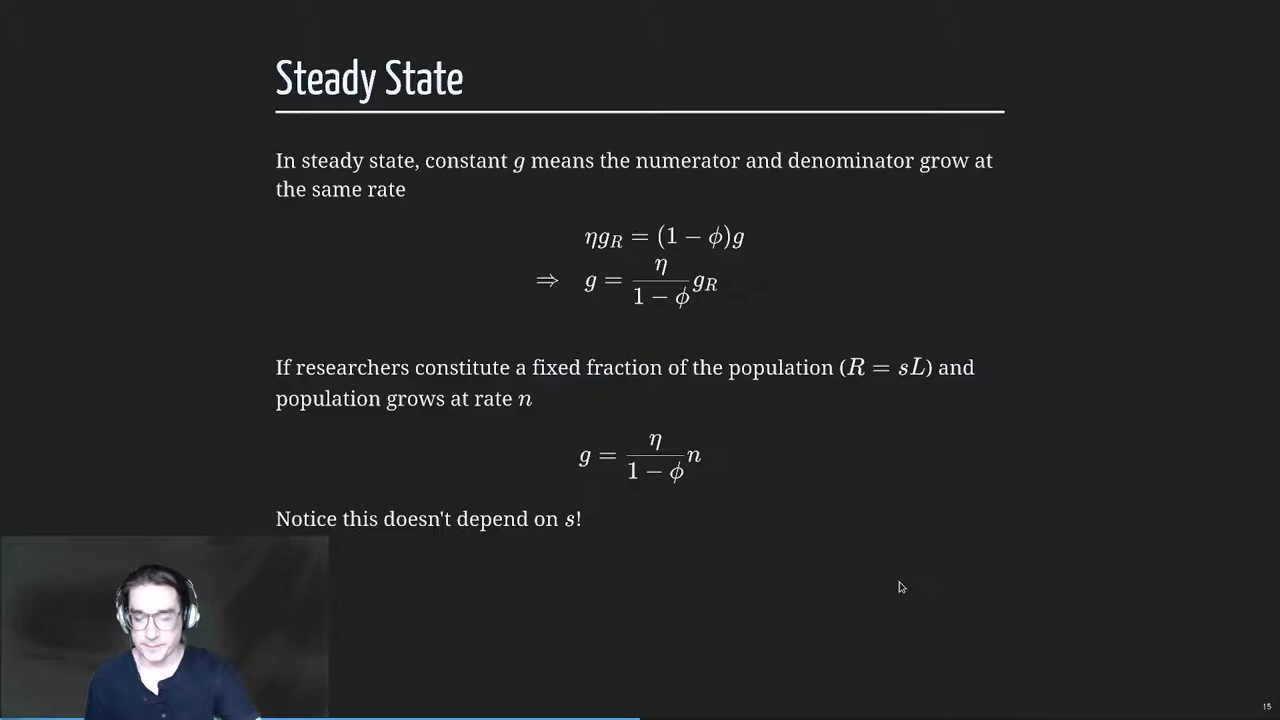 Steady State
In steady state, constant g means the numerator and denominator grow at
the same rate
ηg_R = (1 − ϕ)g
⇒ g = \frac{η}{1 − ϕ} g_R
If researchers constitute a fixed fraction of the population (R = sL) and
population grows at rate n
g = \frac{η}{1 − ϕ} n
Notice this doesn't depend on s!
15